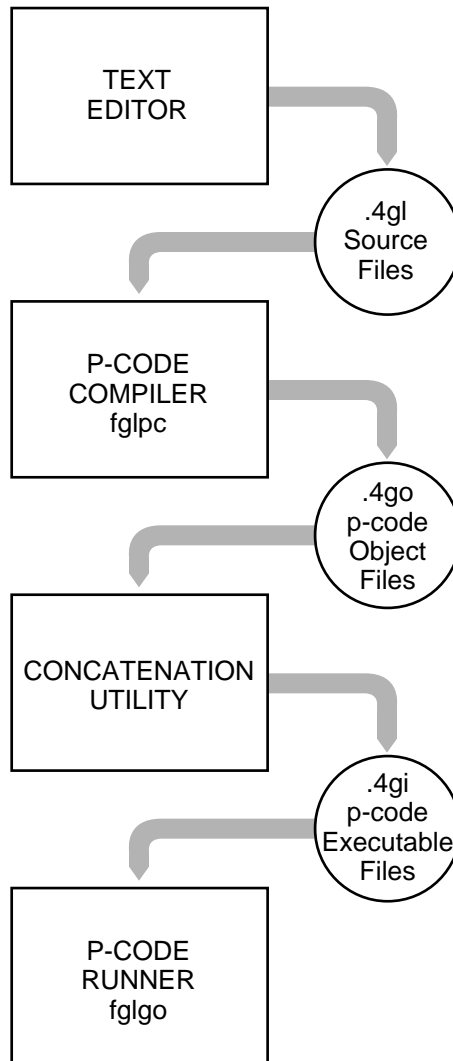 TEXT
EDITOR
.4gl
Source
Files
P-CODE
COMPILER
fglpc
.4go
p-code
Object
Files
CONCATENATION
UTILITY
.4gi
p-code
Executable
Files
P-CODE
RUNNER
fglgo